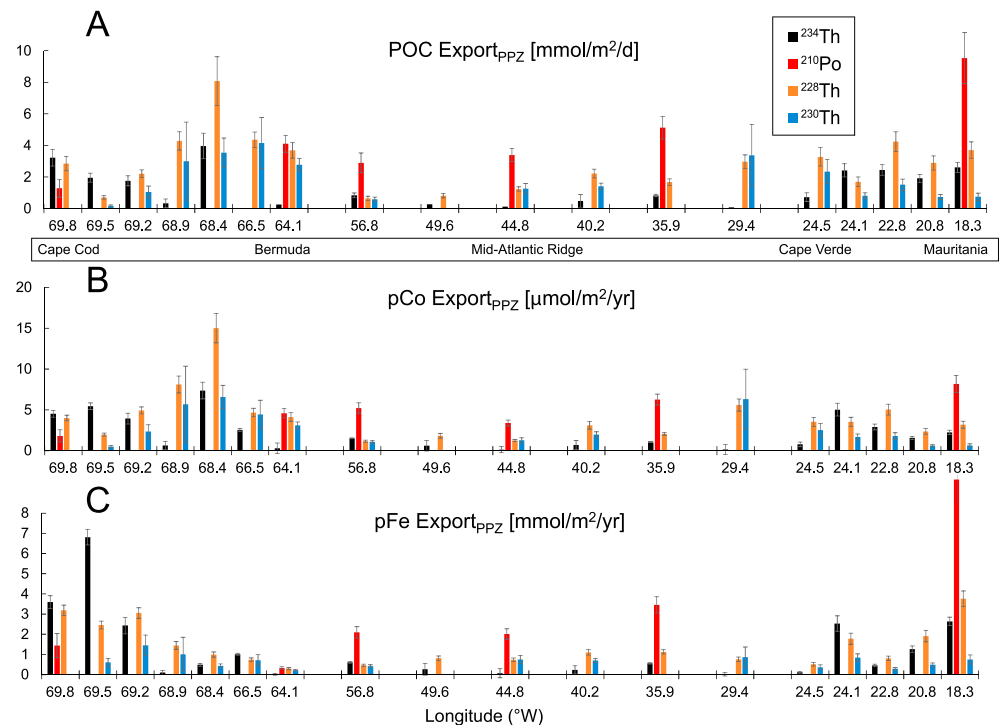 A
POC Export_PPZ [mmol/m²/d]
²³⁴Th
²¹⁰Po
²²⁸Th
²³⁰Th
10
8
6
4
2
0
69.8 69.5 69.2 68.9 68.4 66.5 64.1 56.8 49.6 44.8 40.2 35.9 29.4 24.5 24.1 22.8 20.8 18.3
Cape Cod Bermuda Mid-Atlantic Ridge Cape Verde Mauritania
B
pCo Export_PPZ [µmol/m²/yr]
20
15
10
5
0
69.8 69.5 69.2 68.9 68.4 66.5 64.1 56.8 49.6 44.8 40.2 35.9 29.4 24.5 24.1 22.8 20.8 18.3
C
pFe Export_PPZ [mmol/m²/yr]
8
7
6
5
4
3
2
1
0
69.8 69.5 69.2 68.9 68.4 66.5 64.1 56.8 49.6 44.8 40.2 35.9 29.4 24.5 24.1 22.8 20.8 18.3
Longitude (°W)